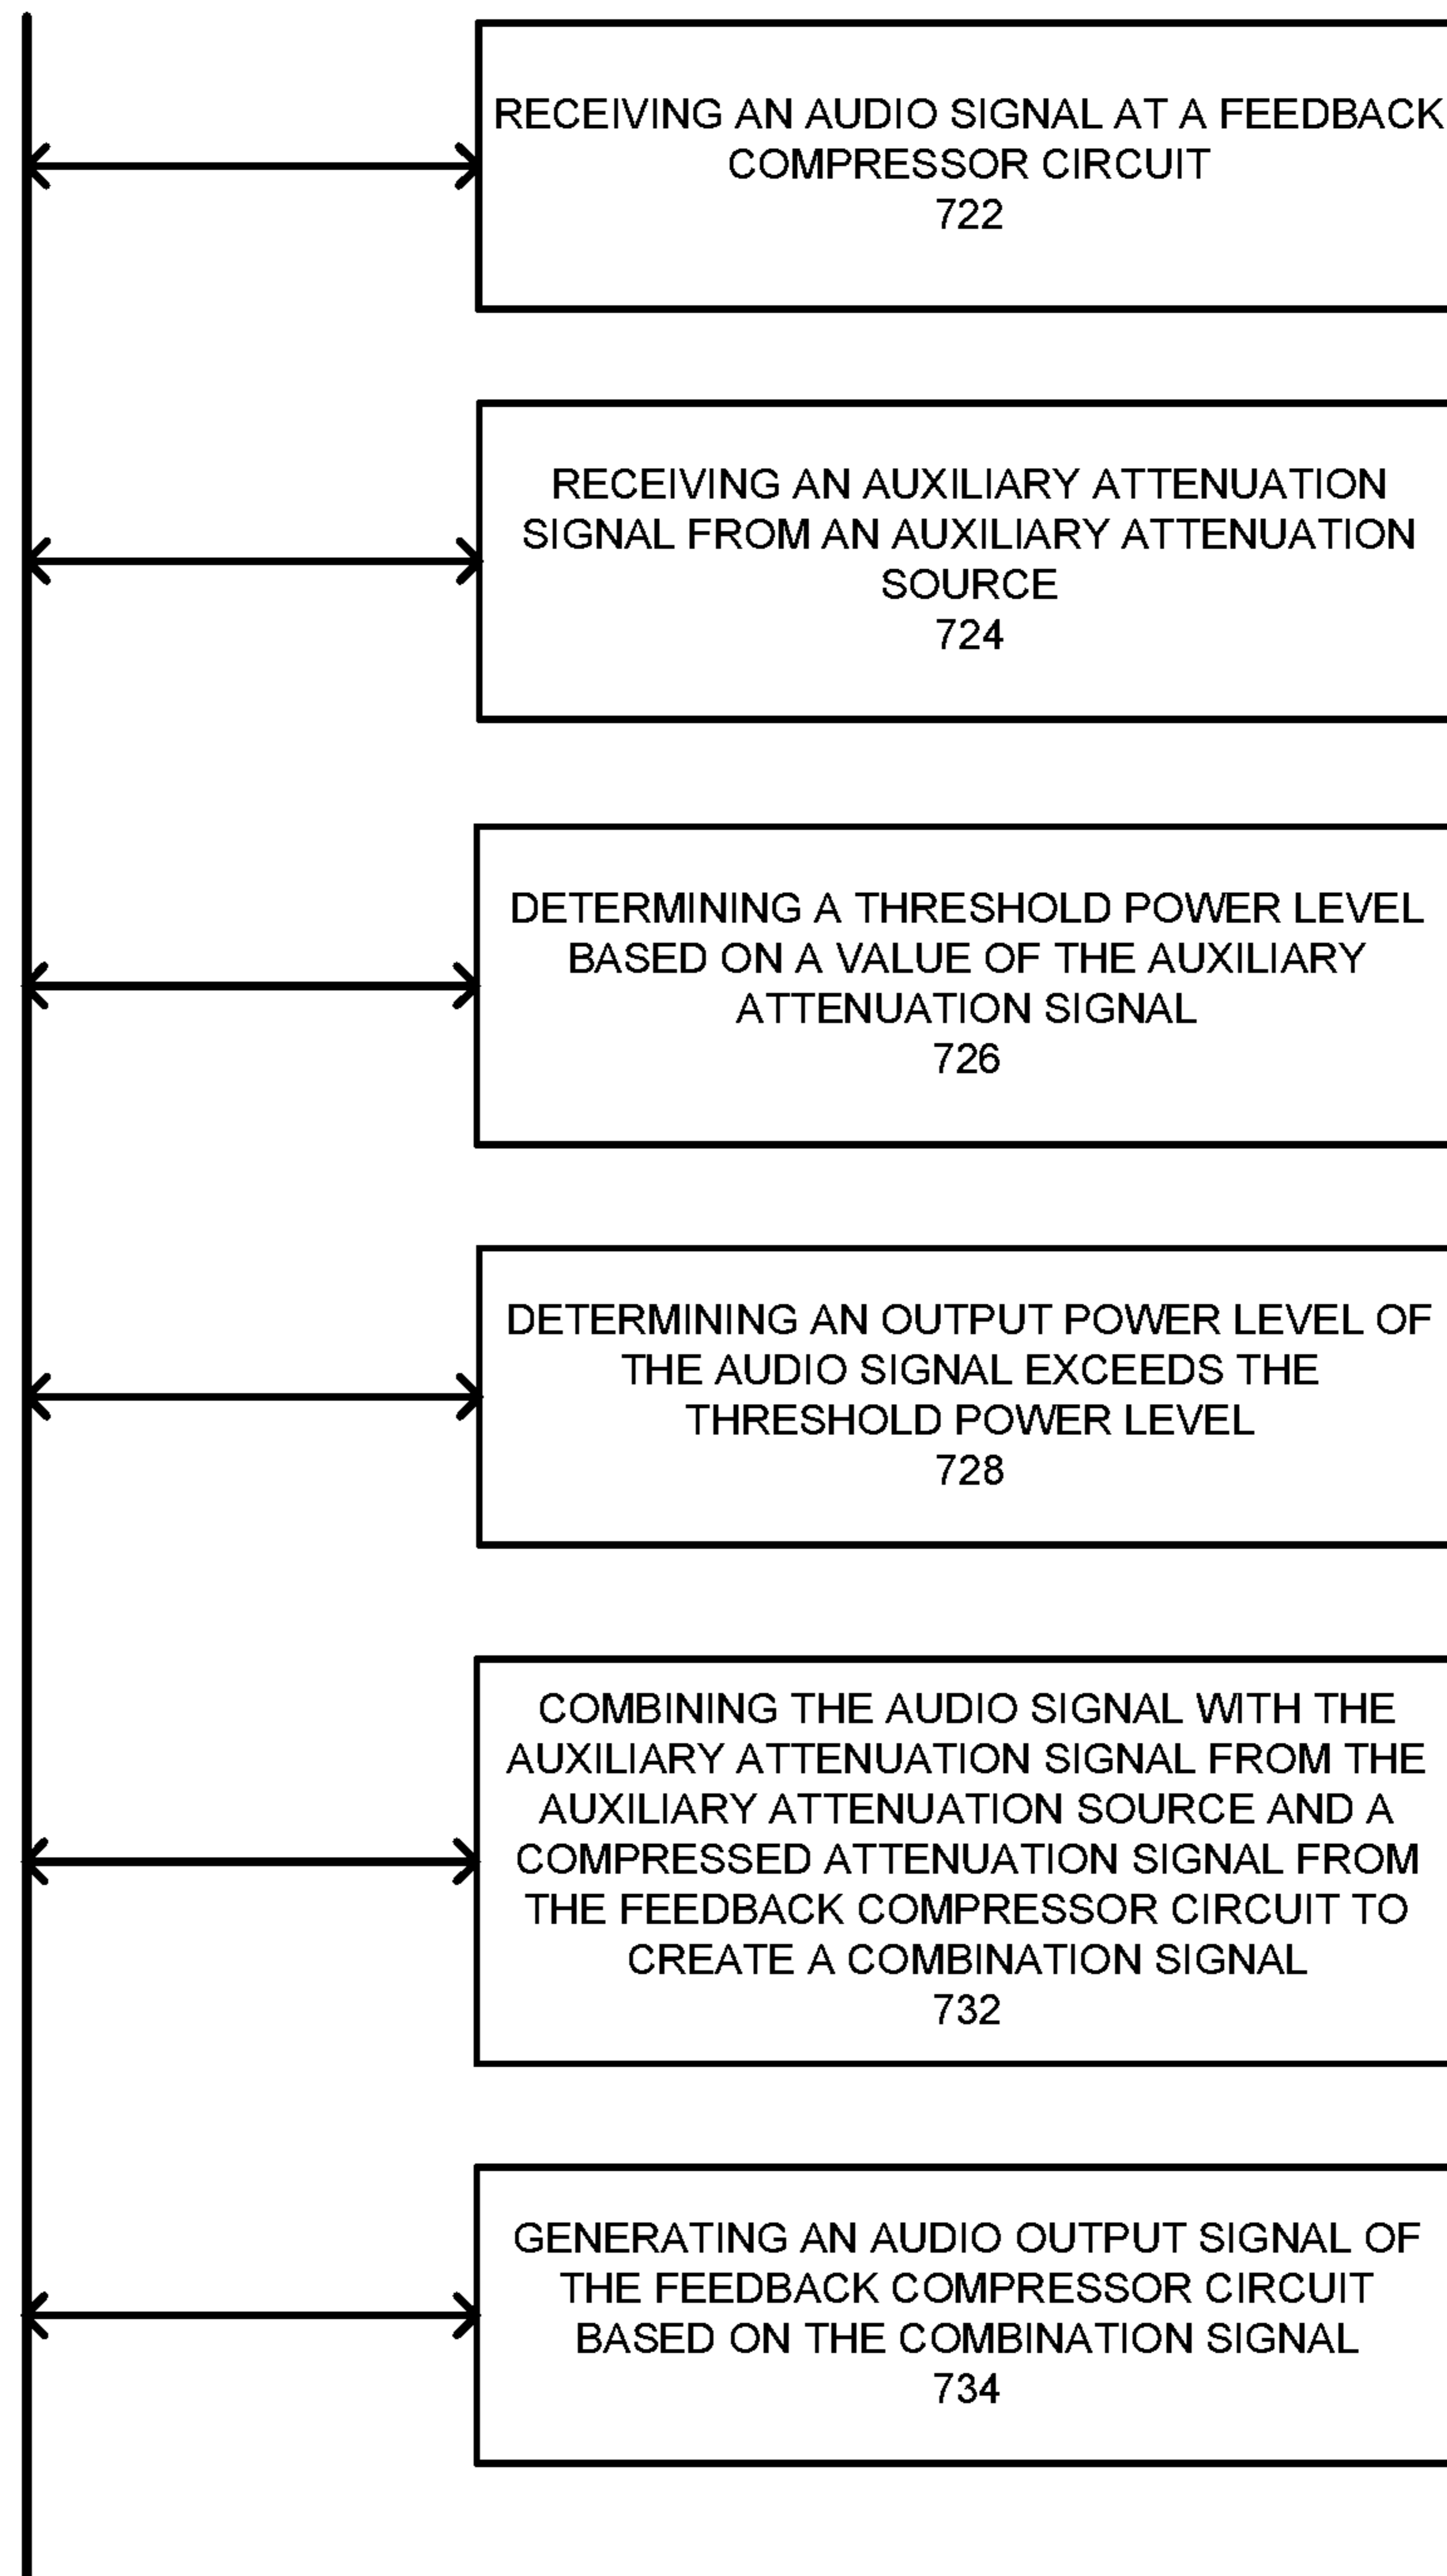 RECEIVING AN AUDIO SIGNAL AT A FEEDBACK
COMPRESSOR CIRCUIT
722
RECEIVING AN AUXILIARY ATTENUATION
SIGNAL FROM AN AUXILIARY ATTENUATION
SOURCE
724
DETERMINING A THRESHOLD POWER LEVEL
BASED ON A VALUE OF THE AUXILIARY
ATTENUATION SIGNAL
726
DETERMINING AN OUTPUT POWER LEVEL OF
THE AUDIO SIGNAL EXCEEDS THE
THRESHOLD POWER LEVEL
728
COMBINING THE AUDIO SIGNAL WITH THE
AUXILIARY ATTENUATION SIGNAL FROM THE
AUXILIARY ATTENUATION SOURCE AND A
COMPRESSED ATTENUATION SIGNAL FROM
THE FEEDBACK COMPRESSOR CIRCUIT TO
CREATE A COMBINATION SIGNAL
732
GENERATING AN AUDIO OUTPUT SIGNAL OF
THE FEEDBACK COMPRESSOR CIRCUIT
BASED ON THE COMBINATION SIGNAL
734